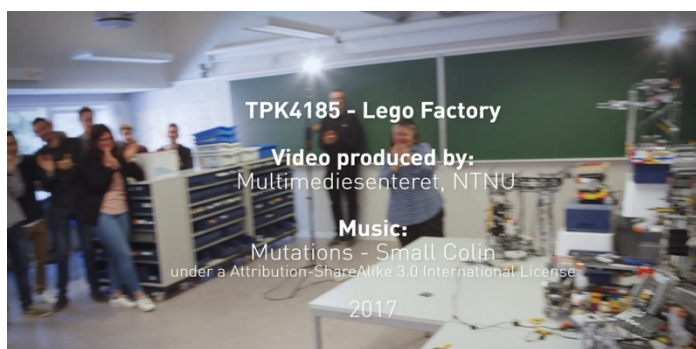 TPK4185 - Lego Factory
Video produced by:
Multimediesenteret, NTNU
Music:
Mutations - Small Colin
under a Attribution-ShareAlike 3.0 International License
2017